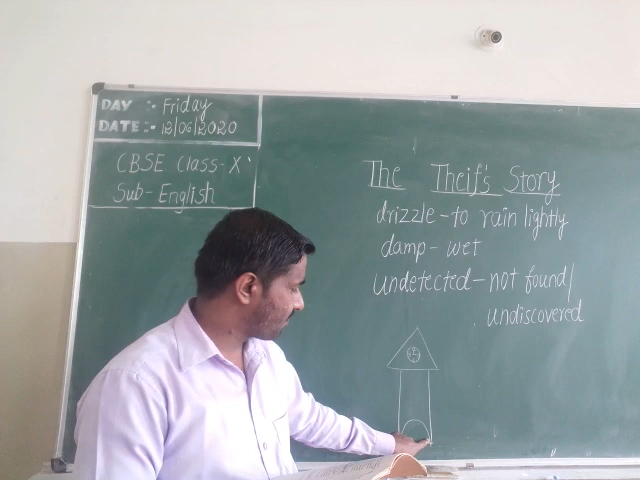 DAY :- Friday
DATE:- 12/06/2020
CBSE Class-X
Sub-English
The Theif's Story
drizzle-to rain lightly
damp-wet
undetected-not found/
undiscovered